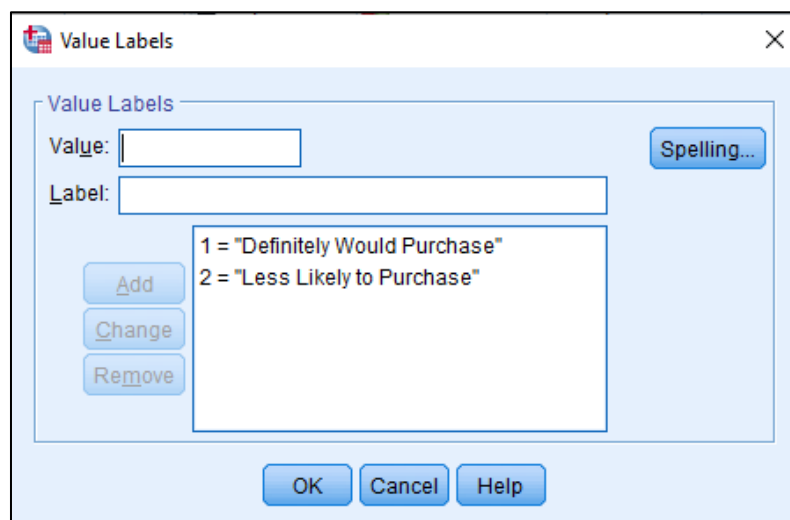 Value Labels
Value Labels
Value:
Spelling...
Label:
1 = "Definitely Would Purchase"
2 = "Less Likely to Purchase"
Add
Change
Remove
OK Cancel Help